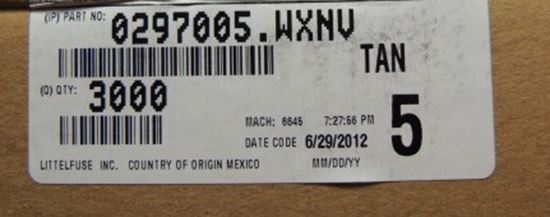 (IP) PART NO: 0297005.WXNV
TAN
(Q) QTY: 3000
MACH: 6645 7:27:56 PM
DATE CODE 6/29/2012
5
LITTELFUSE INC. COUNTRY OF ORIGIN MEXICO MM/DD/YY